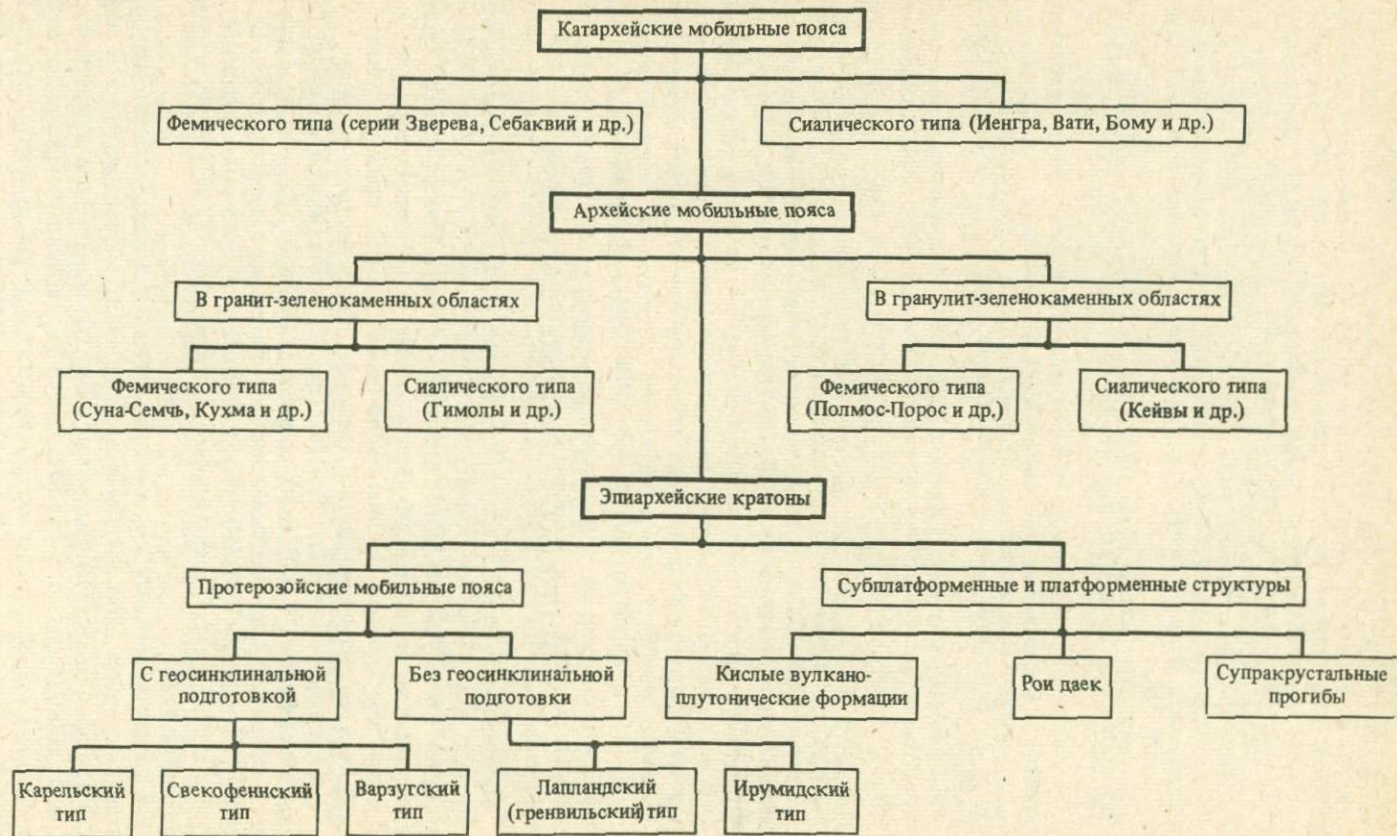 Катархейские мобильные пояса
Фемического типа (серии Зверева, Себаквий и др.)
Сиалического типа (Иенгра, Вати, Бому и др.)
Архейские мобильные пояса
В гранит-зеленокаменных областях
В гранулит-зеленокаменных областях
Фемического типа
(Суна-Семчь, Кухма и др.)
Сиалического типа
(Гимолы и др.)
Фемического типа
(Полмос-Порос и др.)
Сиалического типа
(Кейвы и др.)
Эпиархейские кратоны
Протерозойские мобильные пояса
Субплатформенные и платформенные структуры
С геосинклинальной
подготовкой
Без геосинклинальной
подготовки
Кислые вулкано-
плутонические формации
Рои даек
Супракрустальные
прогибы
Карельский
тип
Свекофеннский
тип
Варзугский
тип
Лапландский
(гренвильский) тип
Ирумидский
тип